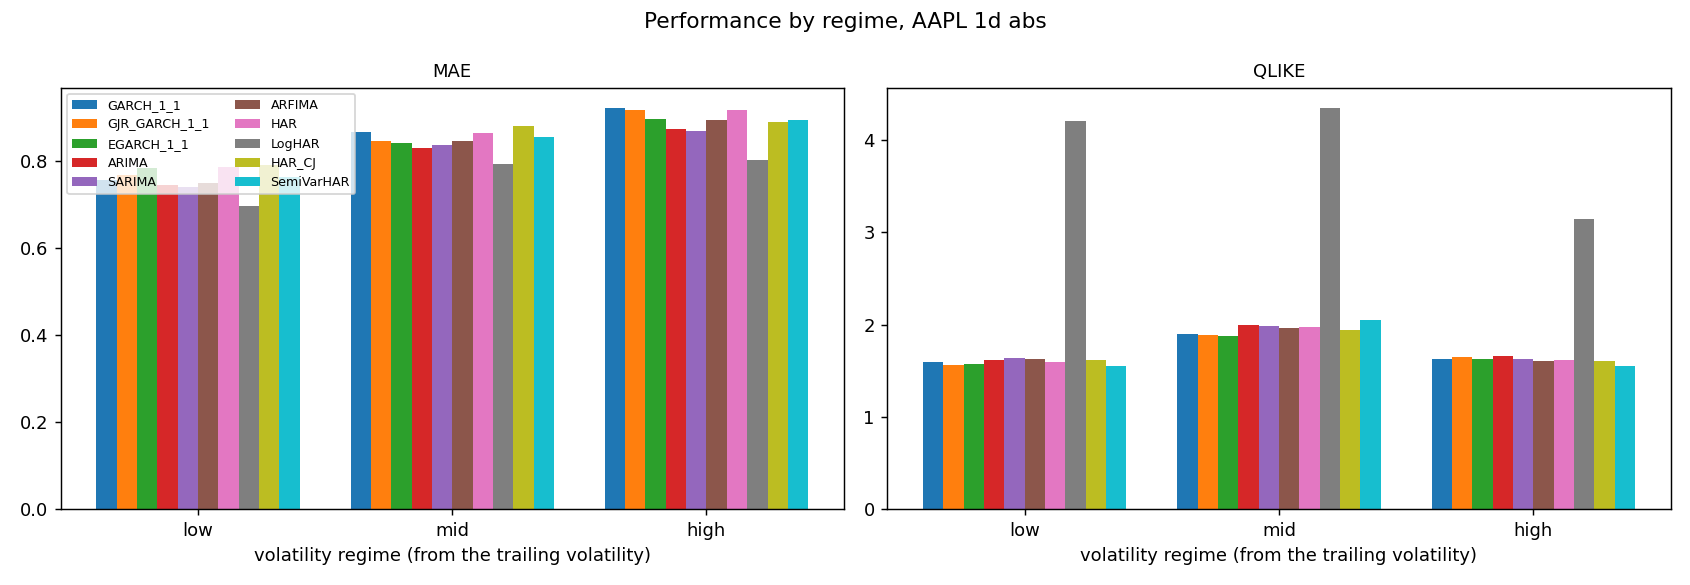 Performance by regime, AAPL 1d abs
MAE
GARCH_1_1
GJR_GARCH_1_1
EGARCH_1_1
ARIMA
SARIMA
ARFIMA
HAR
LogHAR
HAR_CJ
SemiVarHAR
0.8
0.6
0.4
0.2
0.0
low mid high
volatility regime (from the trailing volatility)
QLIKE
4
3
2
1
0
low mid high
volatility regime (from the trailing volatility)